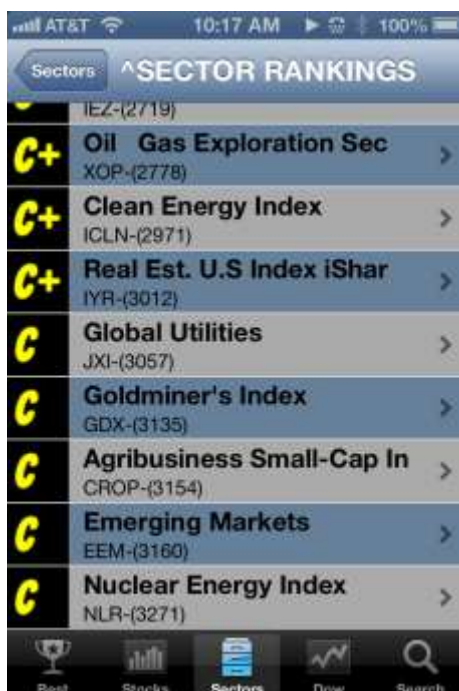 AT&T 10:17 AM 100%
Sectors ^SECTOR RANKINGS
IEZ-(2719)
C+ Oil Gas Exploration Sec
XOP-(2778)
C+ Clean Energy Index
ICLN-(2971)
C+ Real Est. U.S Index iShar
IYR-(3012)
C Global Utilities
JXI-(3057)
C Goldminer's Index
GDX-(3135)
C Agribusiness Small-Cap In
CROP-(3154)
C Emerging Markets
EEM-(3160)
C Nuclear Energy Index
NLR-(3271)
Best Stocks Sectors Dow Search